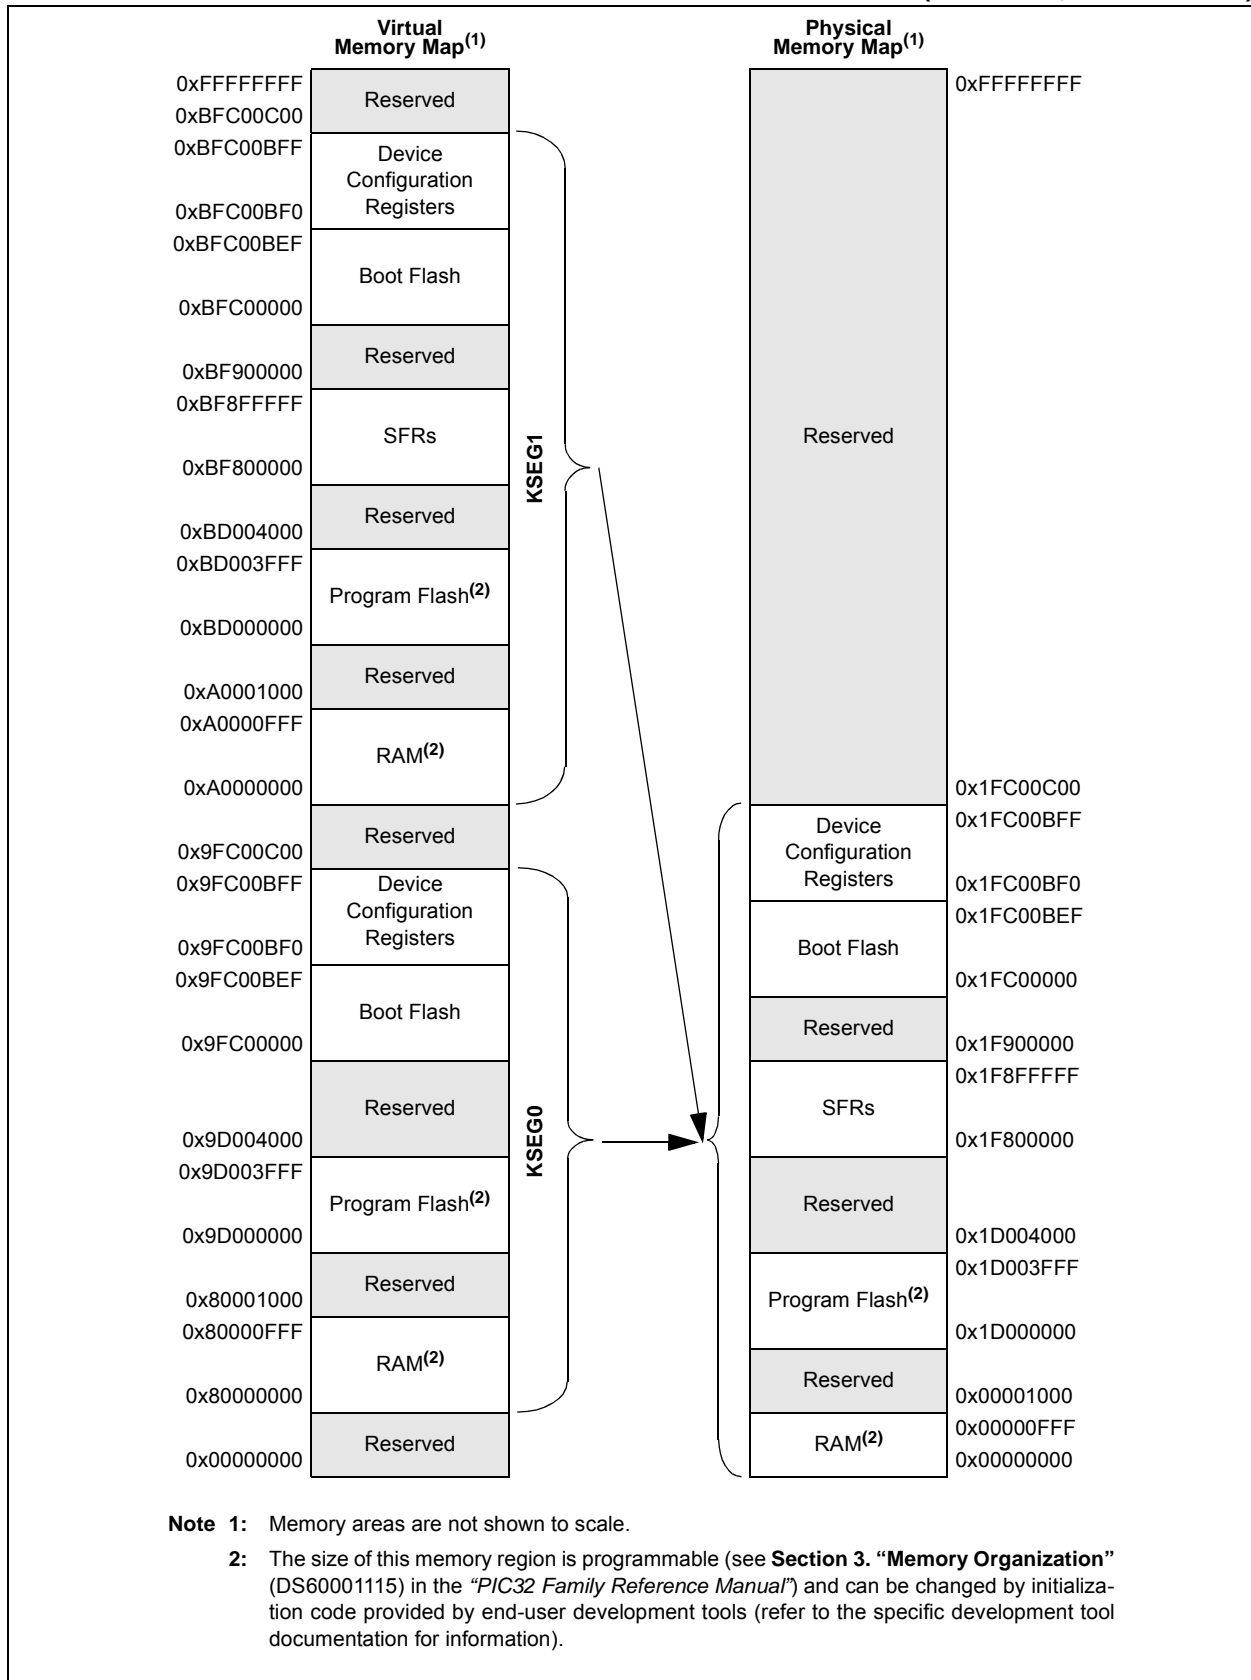 Virtual
Memory Map(1)
0xFFFFFFFF
Reserved
0xBFC00C00
0xBFC00BFF
Device
Configuration
Registers
0xBFC00BF0
0xBFC00BEF
Boot Flash
0xBFC00000
Reserved
0xBF900000
0xBF8FFFFF
SFRs
0xBF800000
Reserved
0xBD004000
0xBD003FFF
Program Flash(2)
0xBD000000
Reserved
0xA0001000
0xA0000FFF
RAM(2)
0xA0000000
KSEG1
Reserved
0x9FC00C00
0x9FC00BFF
Device
Configuration
Registers
0x9FC00BF0
0x9FC00BEF
Boot Flash
0x9FC00000
Reserved
0x9D004000
0x9D003FFF
Program Flash(2)
0x9D000000
Reserved
0x80001000
0x80000FFF
RAM(2)
0x80000000
KSEG0
Reserved
0x00000000
Physical
Memory Map(1)
0xFFFFFFFF
Reserved
0x1FC00C00
0x1FC00BFF
Device
Configuration
Registers
0x1FC00BF0
0x1FC00BEF
Boot Flash
0x1FC00000
Reserved
0x1F900000
0x1F8FFFFF
SFRs
0x1F800000
Reserved
0x1D004000
0x1D003FFF
Program Flash(2)
0x1D000000
Reserved
0x00001000
0x00000FFF
RAM(2)
0x00000000
Note 1: Memory areas are not shown to scale.
2: The size of this memory region is programmable (see Section 3. “Memory Organization”
(DS60001115) in the “PIC32 Family Reference Manual”) and can be changed by initializa-
tion code provided by end-user development tools (refer to the specific development tool
documentation for information).